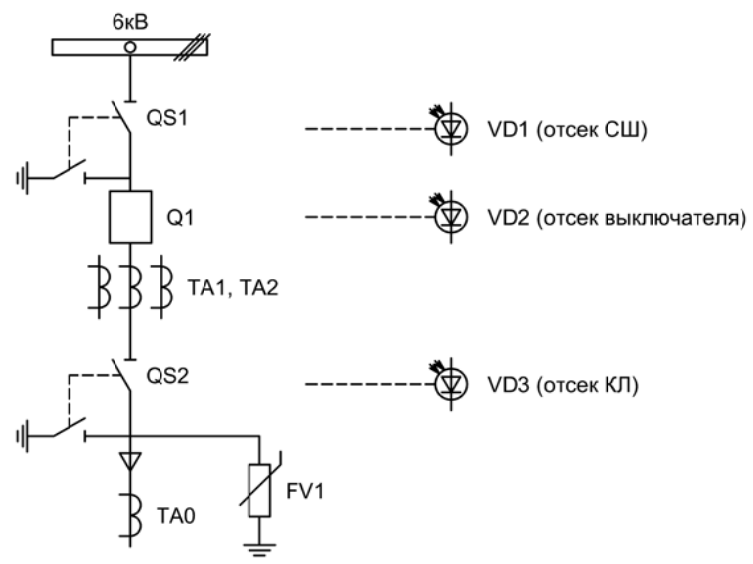 6кВ
QS1
VD1 (отсек СШ)
Q1
VD2 (отсек выключателя)
TA1, TA2
QS2
VD3 (отсек КЛ)
FV1
TA0